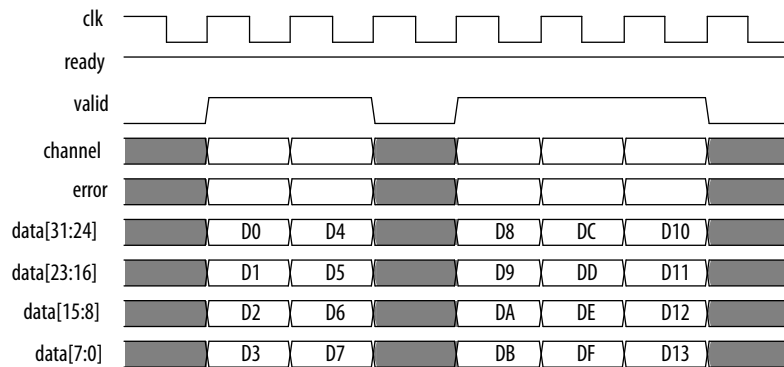 clk
ready
valid
channel
error
data[31:24] D0 D4 D8 DC D10
data[23:16] D1 D5 D9 DD D11
data[15:8] D2 D6 DA DE D12
data[7:0] D3 D7 DB DF D13